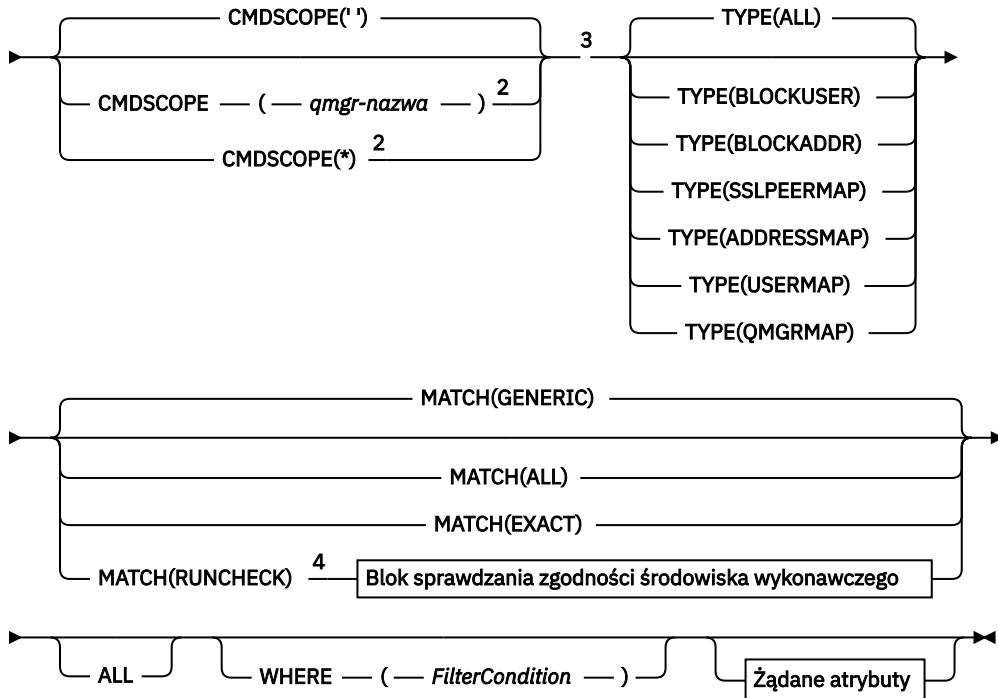 CMDSCOPE(' ')
CMDSCOPE ( qmgr-nazwa ) 2
CMDSCOPE(*) 2
3
TYPE(ALL)
TYPE(BLOCKUSER)
TYPE(BLOCKADDR)
TYPE(SSLPEERMAP)
TYPE(ADDRESSMAP)
TYPE(USERMAP)
TYPE(QMGRMAP)
MATCH(GENERIC)
MATCH(ALL)
MATCH(EXACT)
MATCH(RUNCHECK) 4 Blok sprawdzania zgodności środowiska wykonawczego
ALL WHERE ( FilterCondition ) Żądane atrybuty